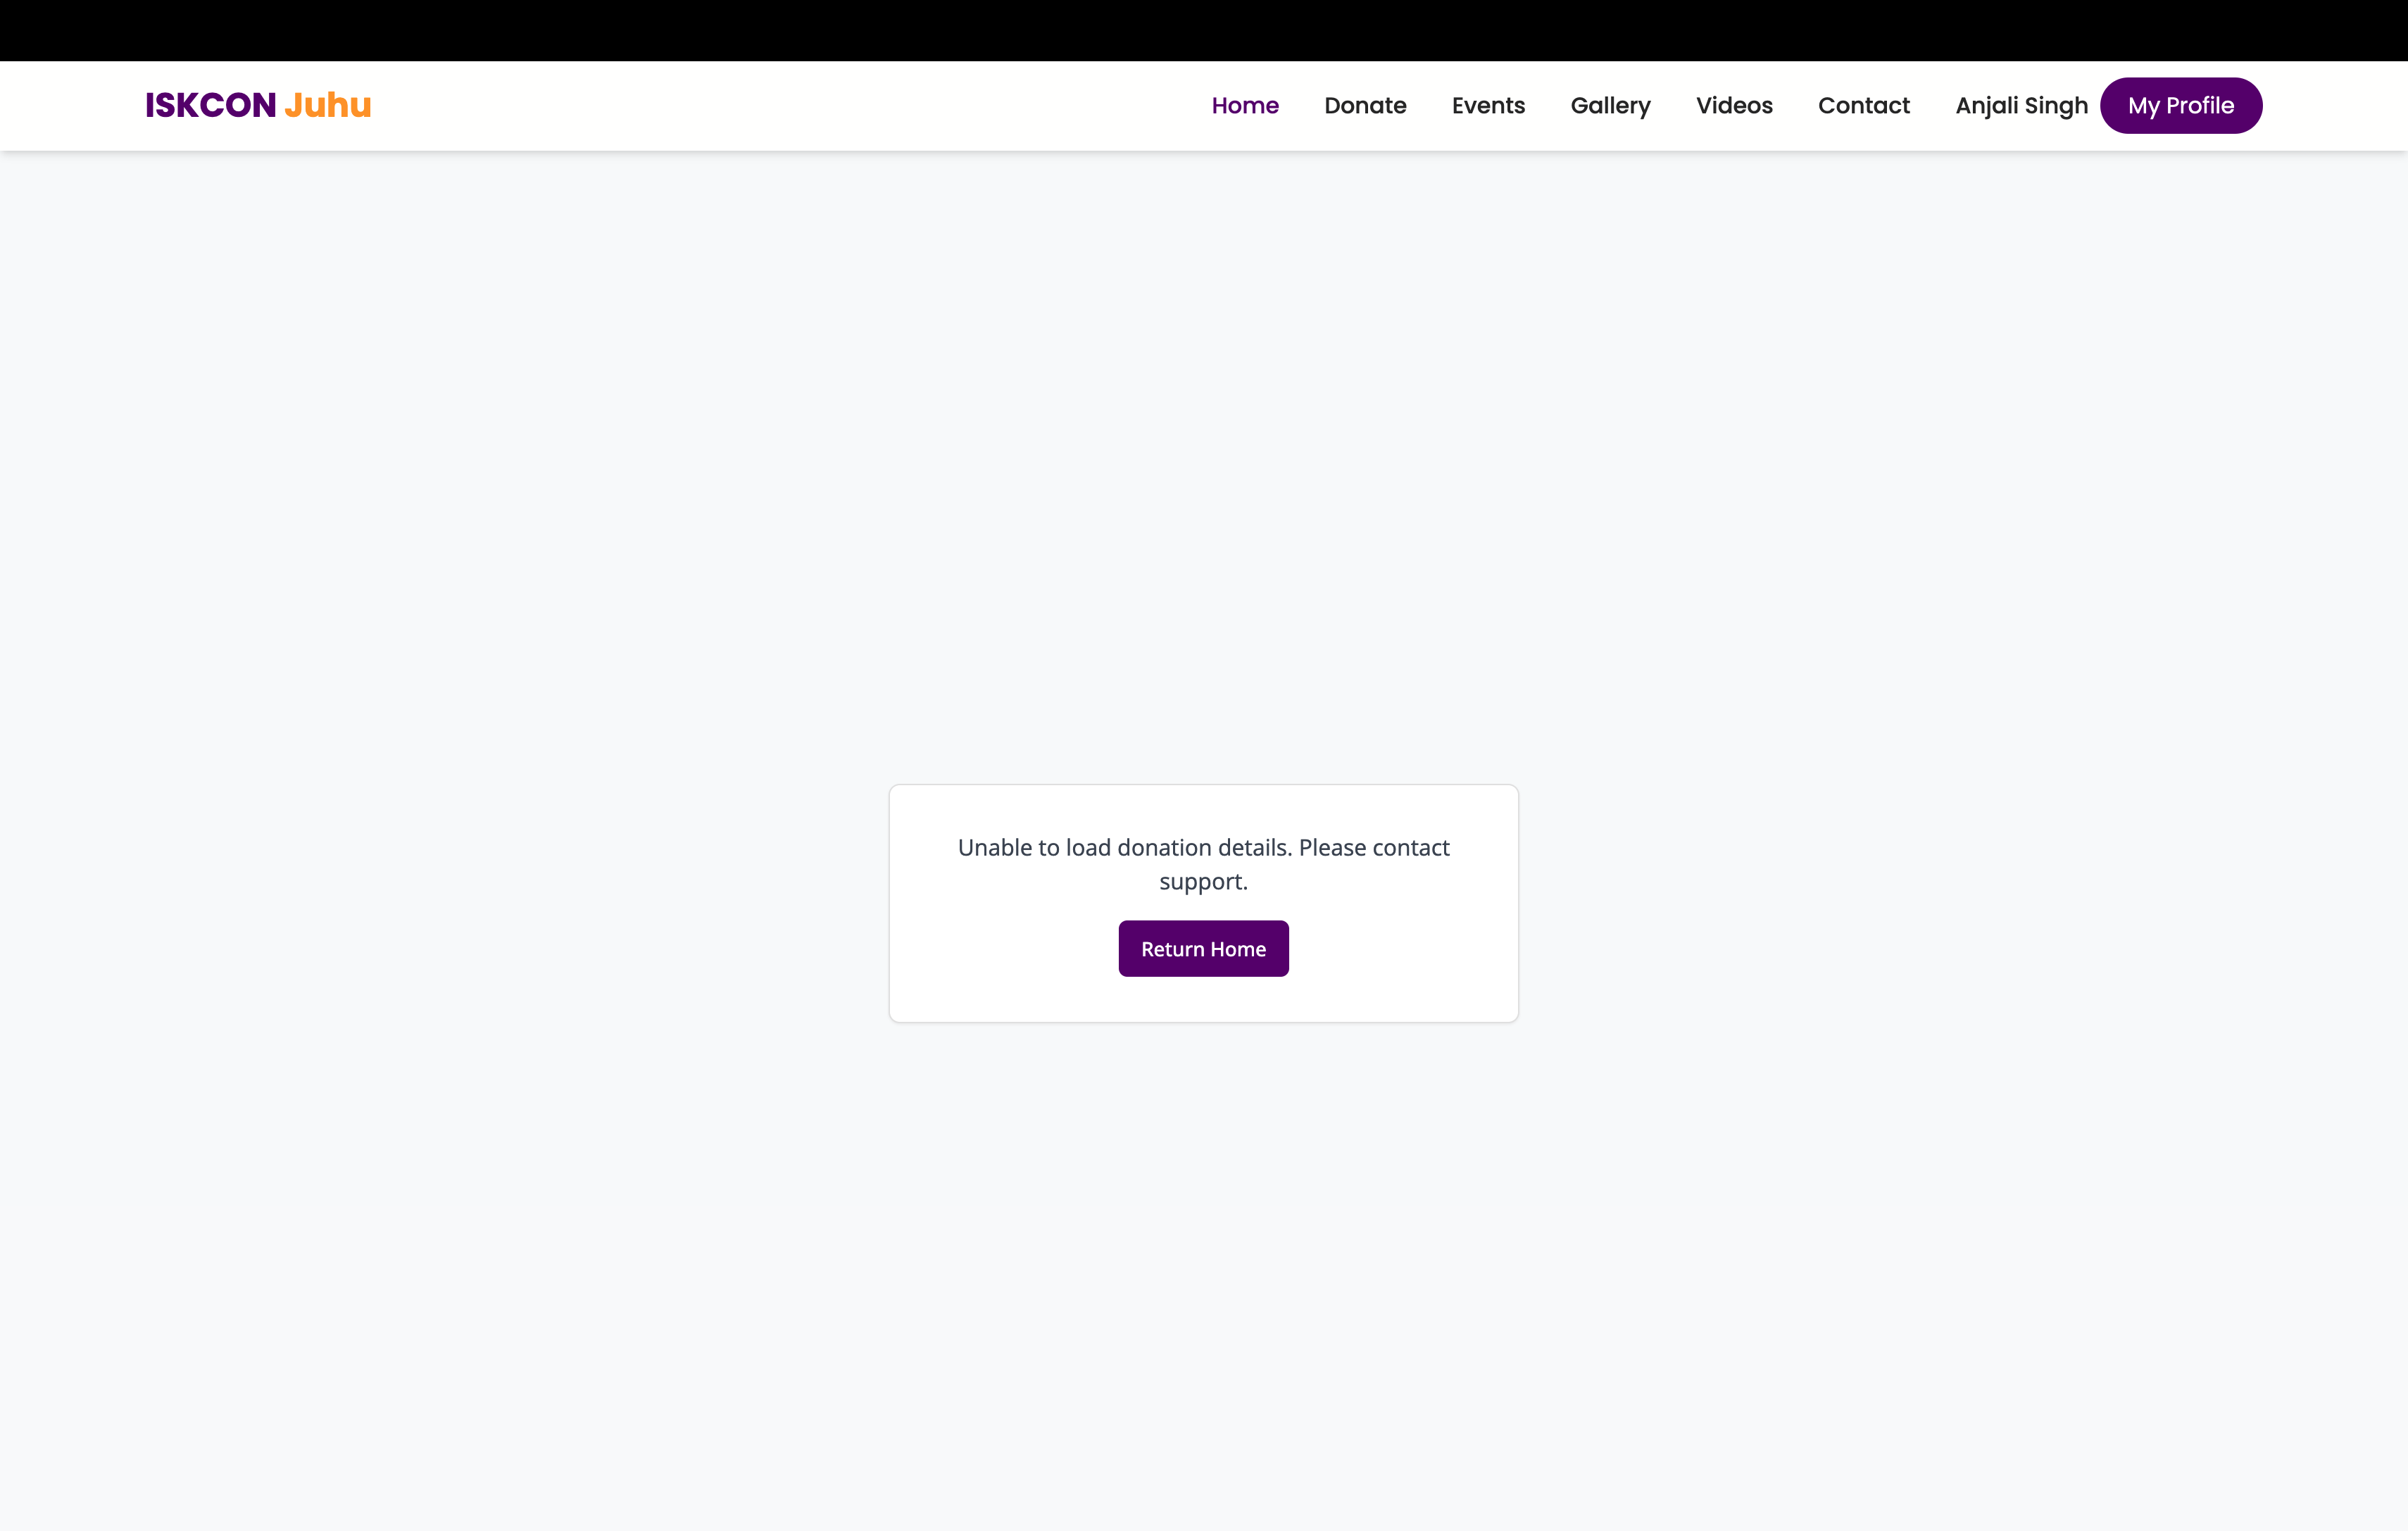 ISKCON Juhu
Home Donate Events Gallery Videos Contact Anjali Singh My Profile
Unable to load donation details. Please contact
support.
Return Home